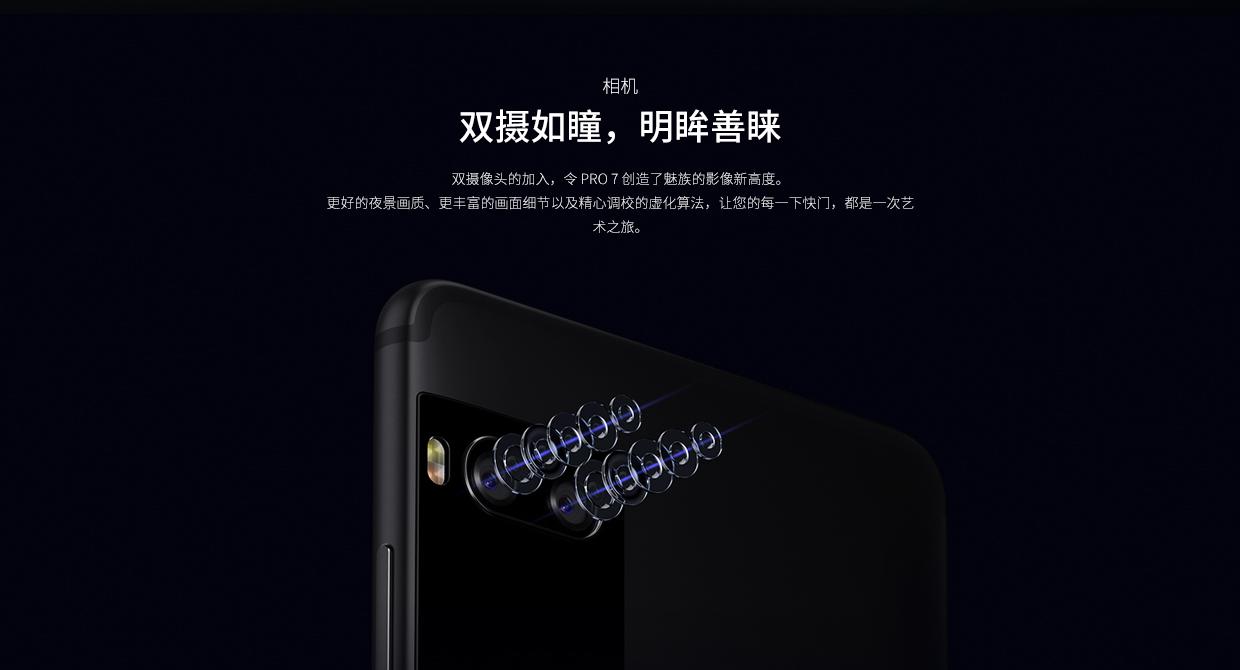 相机
双摄如瞳，明眸善睐
双摄像头的加入，令 PRO 7 创造了魅族的影像新高度。
更好的夜景画质、更丰富的画面细节以及精心调校的虚化算法，让您的每一下快门，都是一次艺
术之旅。